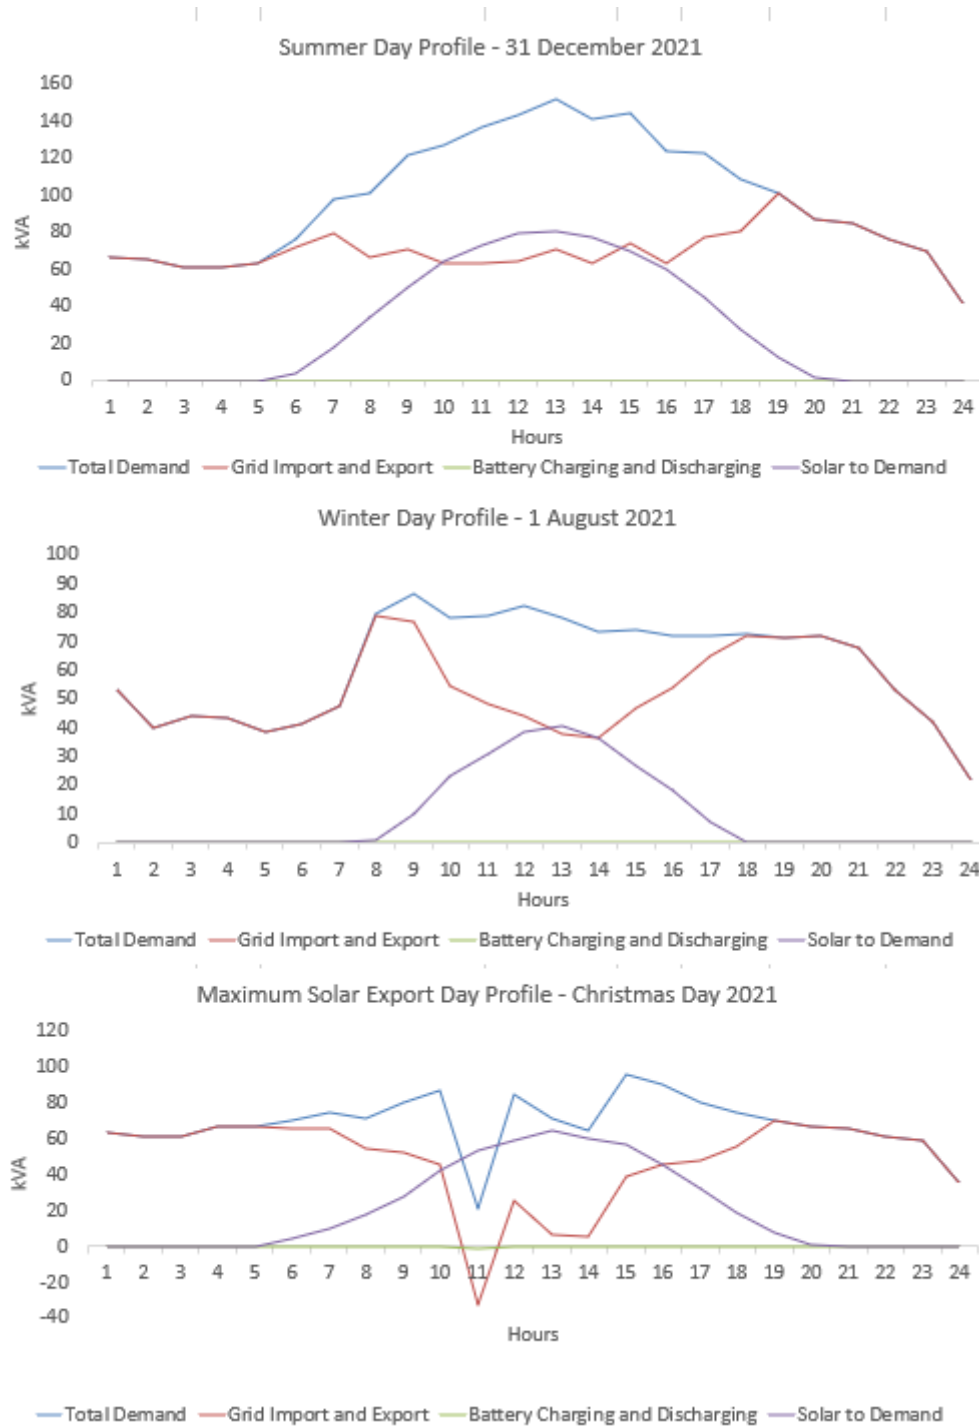 Summer Day Profile - 31 December 2021
160
140
120
100
80
60
40
20
0
kVA
1 2 3 4 5 6 7 8 9 10 11 12 13 14 15 16 17 18 19 20 21 22 23 24
Hours
Total Demand Grid Import and Export Battery Charging and Discharging Solar to Demand
Winter Day Profile - 1 August 2021
100
90
80
70
60
50
40
30
20
10
0
kVA
1 2 3 4 5 6 7 8 9 10 11 12 13 14 15 16 17 18 19 20 21 22 23 24
Hours
Total Demand Grid Import and Export Battery Charging and Discharging Solar to Demand
Maximum Solar Export Day Profile - Christmas Day 2021
120
100
80
60
40
20
0
-20
-40
kVA
1 2 3 4 5 6 7 8 9 10 11 12 13 14 15 16 17 18 19 20 21 22 23 24
Hours
Total Demand Grid Import and Export Battery Charging and Discharging Solar to Demand